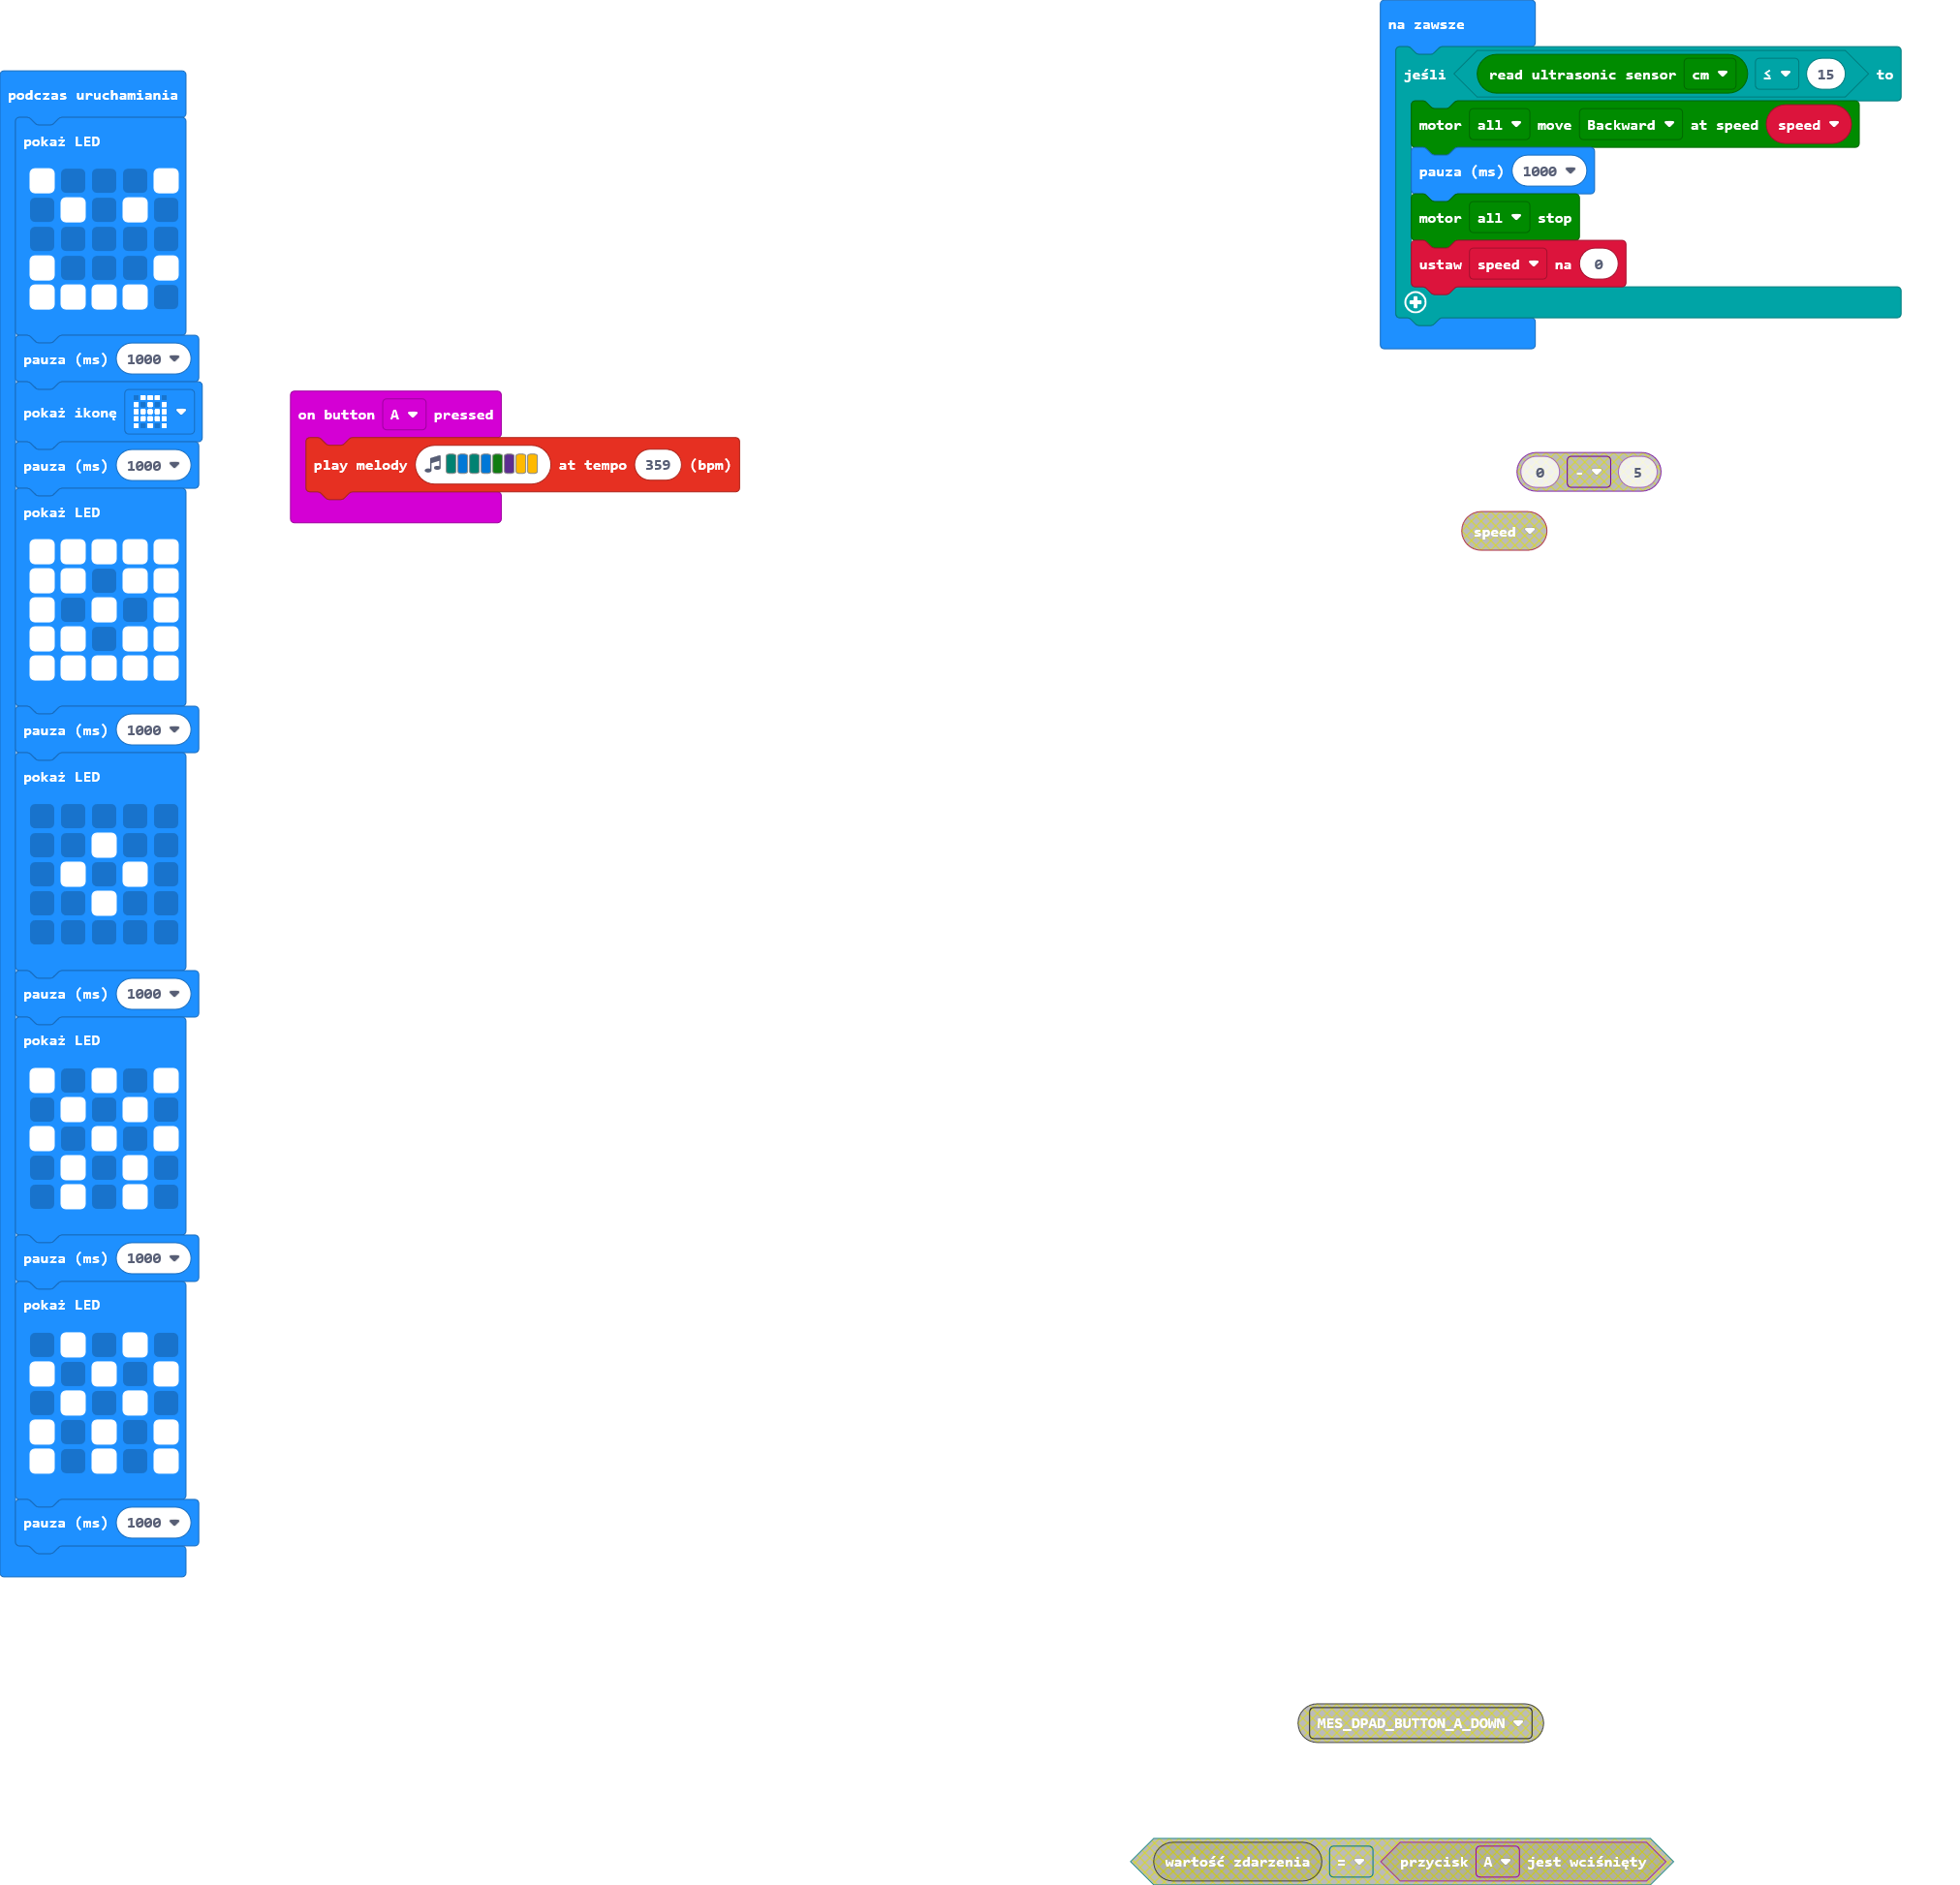 podczas uruchamiania
pokaż LED
pauza (ms) 1000
pokaż ikonę
pauza (ms) 1000
pokaż LED
pauza (ms) 1000
pokaż LED
pauza (ms) 1000
pokaż LED
pauza (ms) 1000
pokaż LED
pauza (ms) 1000
on button A pressed
play melody at tempo 359 (bpm)
na zawsze
jeśli read ultrasonic sensor cm ≤ 15 to
motor all move Backward at speed speed
pauza (ms) 1000
motor all stop
ustaw speed na 0
0 - 5
speed
MES_DPAD_BUTTON_A_DOWN
wartość zdarzenia = przycisk A jest wciśnięty